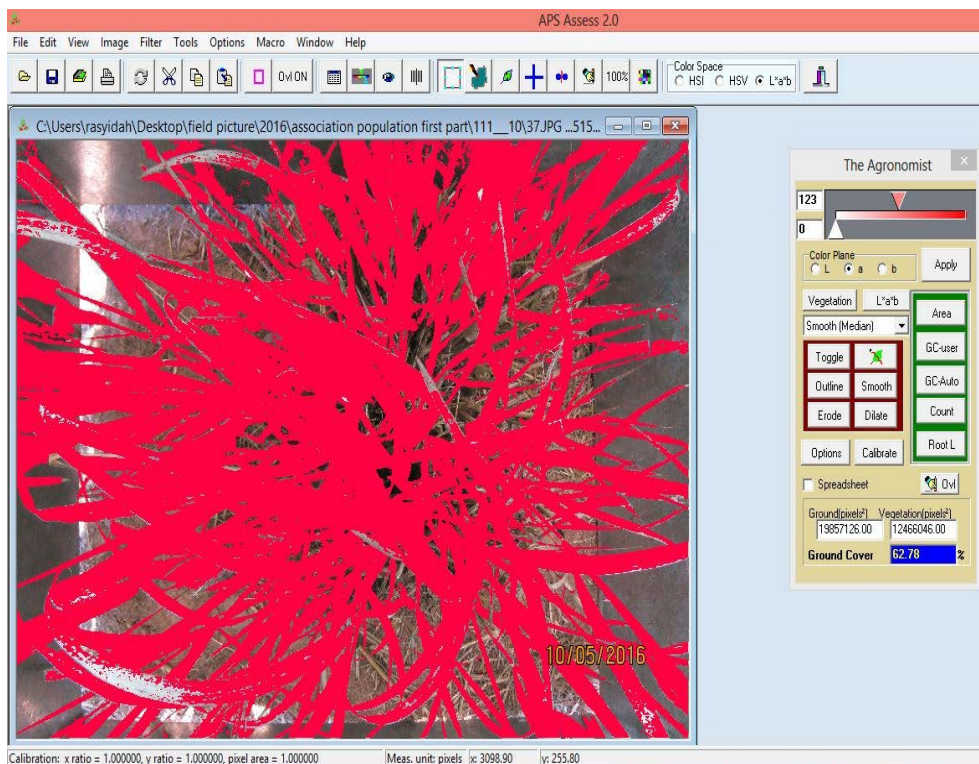 APS Assess 2.0
File Edit View Image Filter Tools Options Macro Window Help
Ovl ON
100%
Color Space
HSI HSV L*a*b
C:\Users\rasyidah\Desktop\field picture\2016\association population first part\111__10\37.JPG ...515...
The Agronomist
123
0
Color Plane
L a b
Apply
Vegetation L*a*b
Smooth (Median)
Toggle
Outline Smooth
Erode Dilate
Options Calibrate
Area
GC-user
GC-Auto
Count
Root L
Spreadsheet Ovl
Ground(pixels²) Vegetation(pixels²)
19857126.00 12466046.00
Ground Cover 62.78 %
10/05/2016
Calibration: x ratio = 1.000000, y ratio = 1.000000, pixel area = 1.000000 Meas. unit: pixels x: 3098.90 y: 255.80